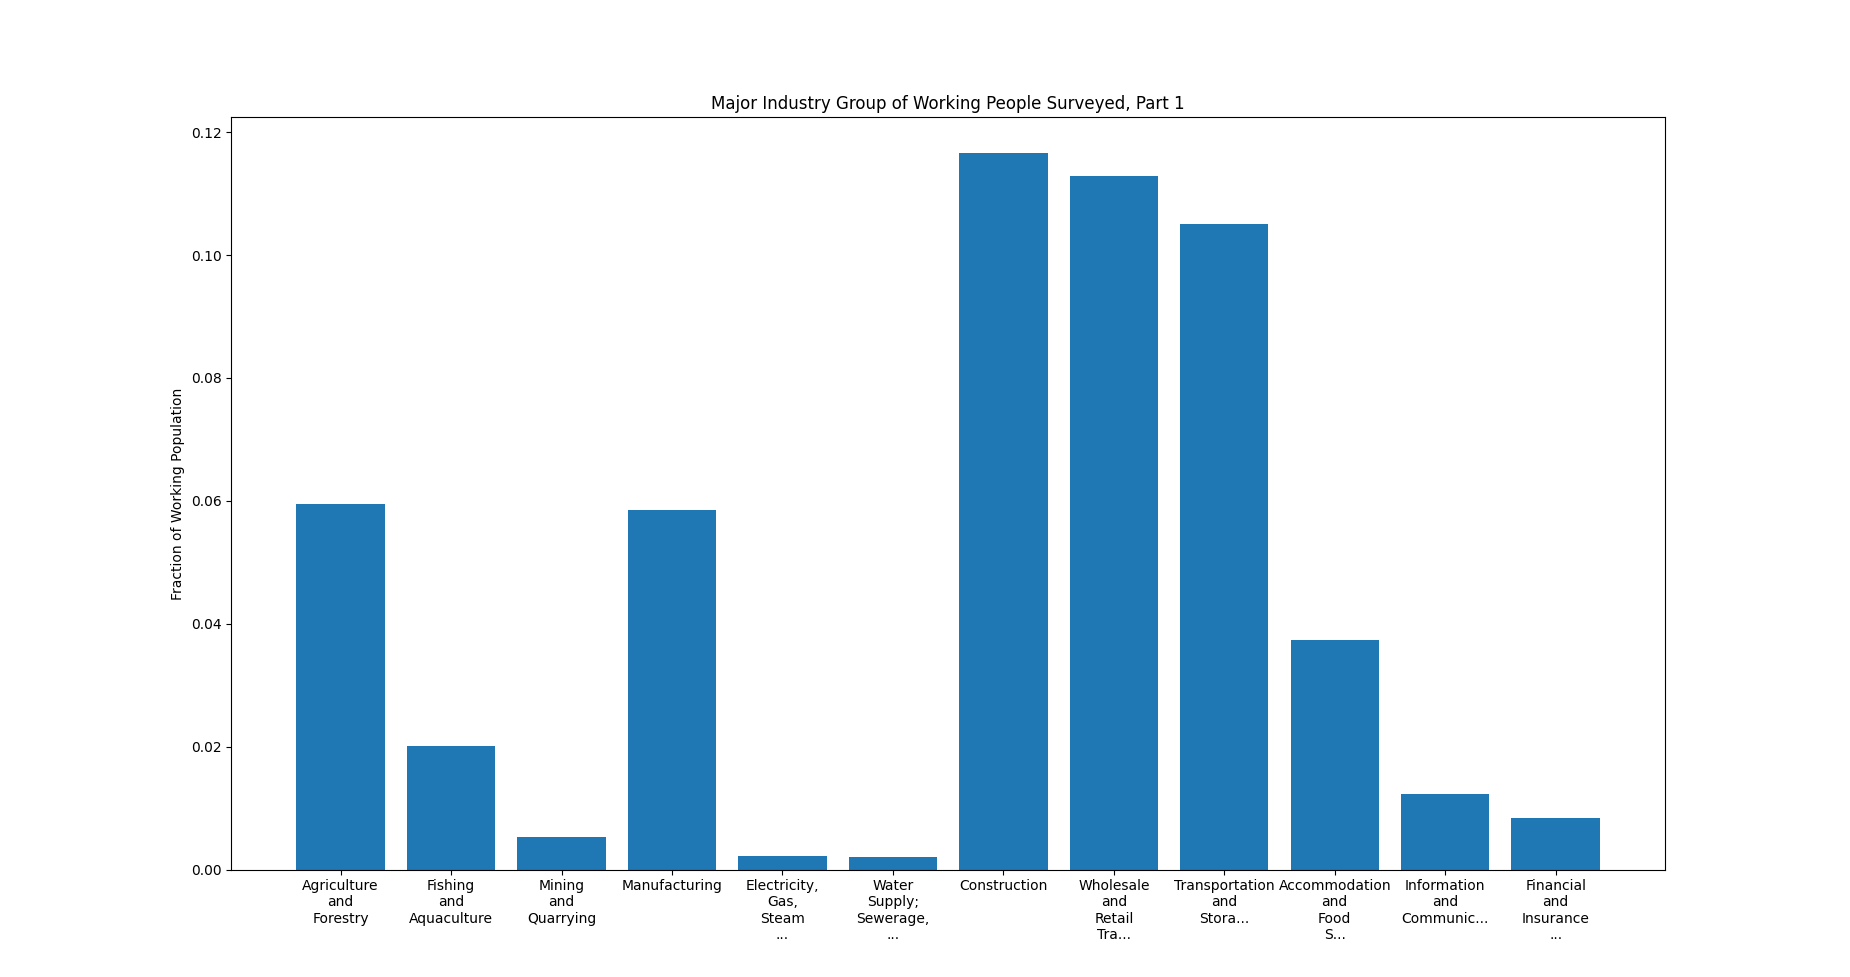 Major Industry Group of Working People Surveyed, Part 1
Fraction of Working Population
0.12
0.10
0.08
0.06
0.04
0.02
0.00
Agriculture
and
Forestry
Fishing
and
Aquaculture
Mining
and
Quarrying
Manufacturing
Electricity,
Gas,
Steam
...
Water
Supply;
Sewerage,
...
Construction
Wholesale
and
Retail
Tra...
Transportation
and
Stora...
Accommodation
and
Food
S...
Information
and
Communic...
Financial
and
Insurance
...